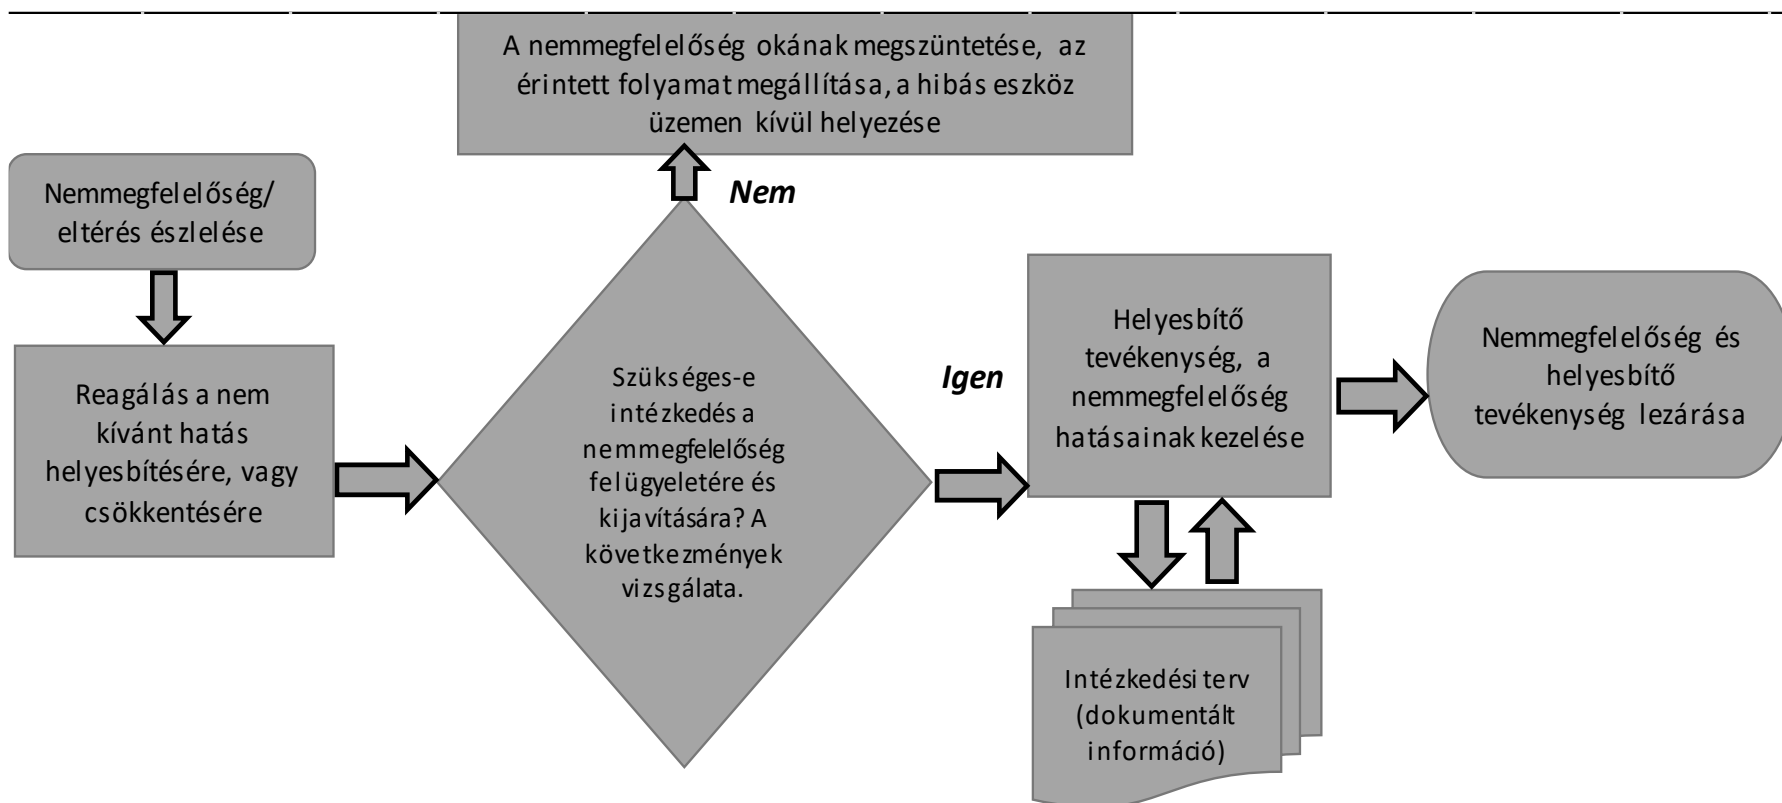 A nemmegfelelőség okának megszüntetése, az
érintett folyamat megállítása, a hibás eszköz
üzemen kívül helyezése
Nem
Nemmegfelelőség/
eltérés észlelése
Reagálás a nem
kívánt hatás
helyesbítésére, vagy
csökkentésére
Szükséges-e
intézkedés a
nemmegfelelőség
felügyeletére és
kijavítására? A
következmények
vizsgálata.
Igen
Helyesbítő
tevékenység, a
nemmegfelelőség
hatásainak kezelése
Nemmegfelelőség és
helyesbítő
tevékenység lezárása
Intézkedési terv
(dokumentált
információ)